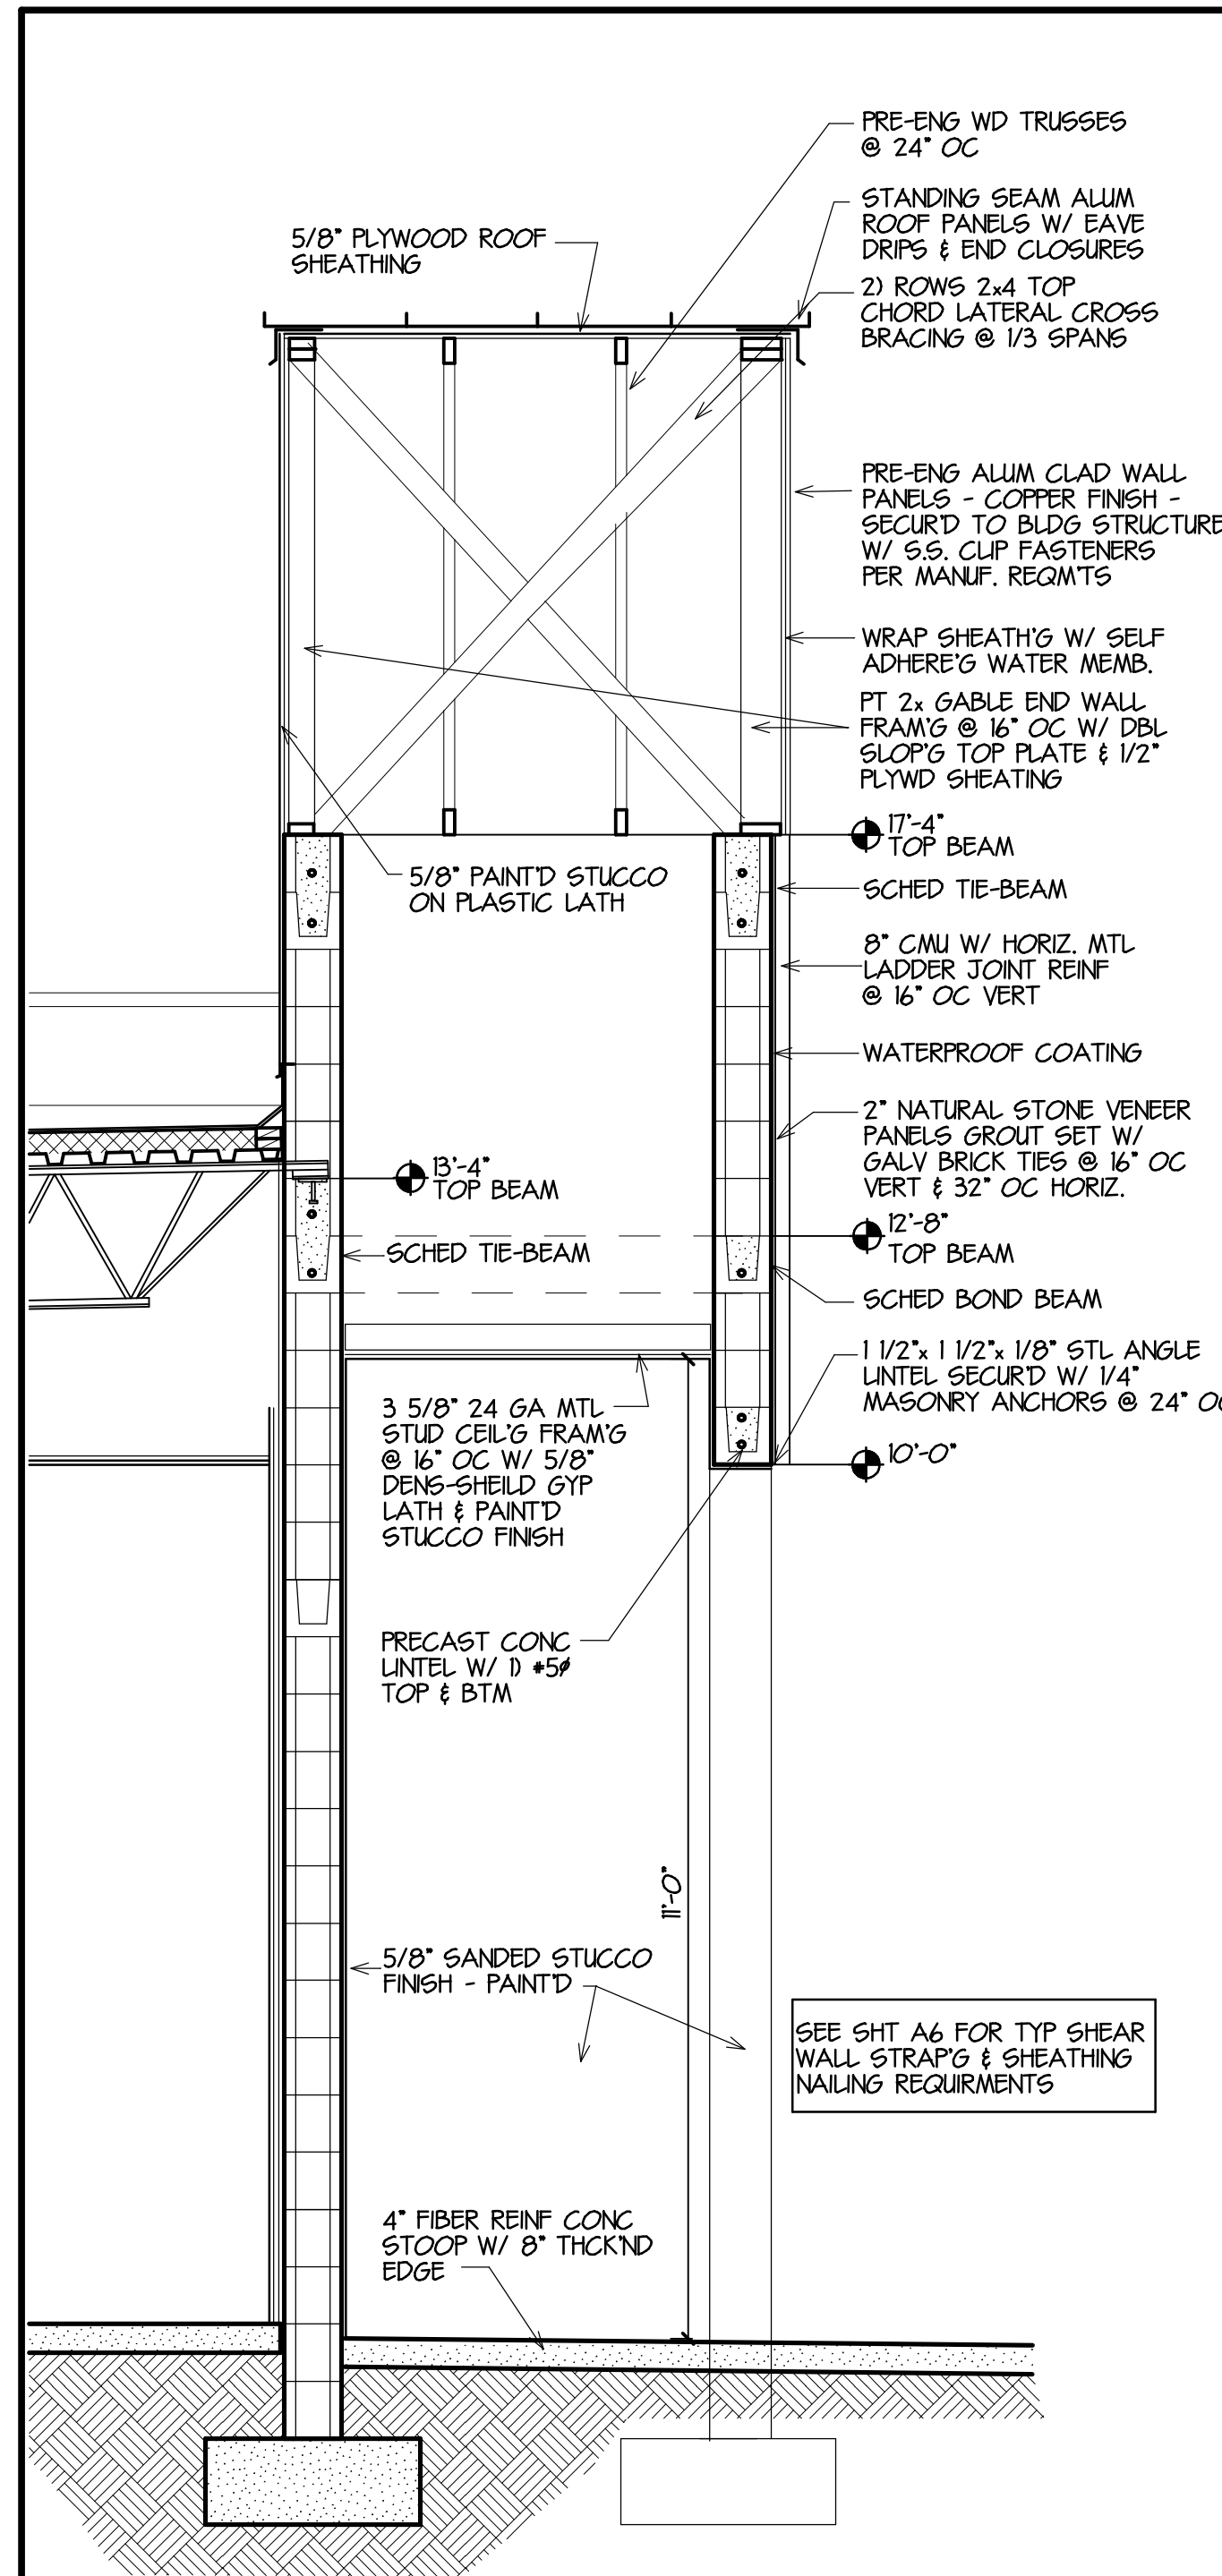 PRE-ENG WD TRUSSES
@ 24" OC
STANDING SEAM ALUM
ROOF PANELS W/ EAVE
DRIPS & END CLOSURES
5/8" PLYWOOD ROOF
SHEATHING
2) ROWS 2x4 TOP
CHORD LATERAL CROSS
BRACING @ 1/3 SPANS
PRE-ENG ALUM CLAD WALL
PANELS - COPPER FINISH -
SECUR'D TO BLDG STRUCTURE
W/ S.S. CLIP FASTENERS
PER MANUF. REQM'TS
WRAP SHEATH'G W/ SELF
ADHERE'G WATER MEMB.
PT 2x GABLE END WALL
FRAM'G @ 16" OC W/ DBL
SLOP'G TOP PLATE & 1/2"
PLYWD SHEATING
17'-4"
TOP BEAM
5/8" PAINT'D STUCCO
ON PLASTIC LATH
SCHED TIE-BEAM
8" CMU W/ HORIZ. MTL
LADDER JOINT REINF
@ 16" OC VERT
WATERPROOF COATING
2" NATURAL STONE VENEER
PANELS GROUT SET W/
GALV BRICK TIES @ 16" OC
VERT & 32" OC HORIZ.
13'-4"
TOP BEAM
12'-8"
TOP BEAM
SCHED TIE-BEAM
SCHED BOND BEAM
1 1/2"x 1 1/2"x 1/8" STL ANGLE
LINTEL SECUR'D W/ 1/4"
MASONRY ANCHORS @ 24" OC
10'-0"
3 5/8" 24 GA MTL
STUD CEIL'G FRAM'G
@ 16" OC W/ 5/8"
DENS-SHEILD GYP
LATH & PAINT'D
STUCCO FINISH
PRECAST CONC
LINTEL W/ 1) #5ø
TOP & BTM
11'-0"
5/8" SANDED STUCCO
FINISH - PAINT'D
SEE SHT A6 FOR TYP SHEAR
WALL STRAP'G & SHEATHING
NAILING REQUIRMENTS
4" FIBER REINF CONC
STOOP W/ 8" THCK'ND
EDGE